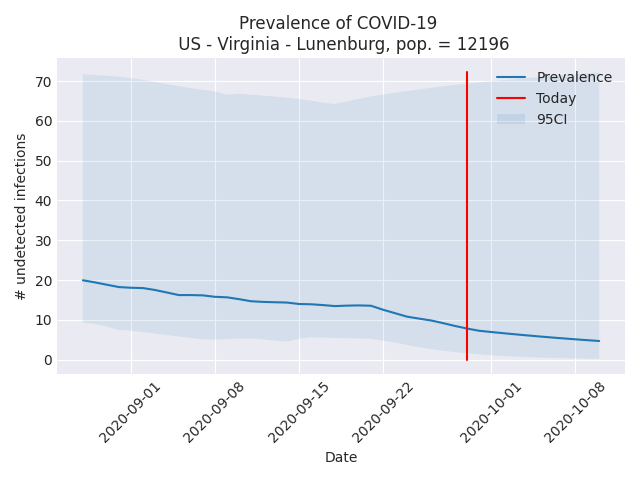 Prevalence of COVID-19
US - Virginia - Lunenburg, pop. = 12196
# undetected infections
70
60
50
40
30
20
10
0
Prevalence
Today
95CI
2020-09-01
2020-09-08
2020-09-15
2020-09-22
2020-10-01
2020-10-08
Date